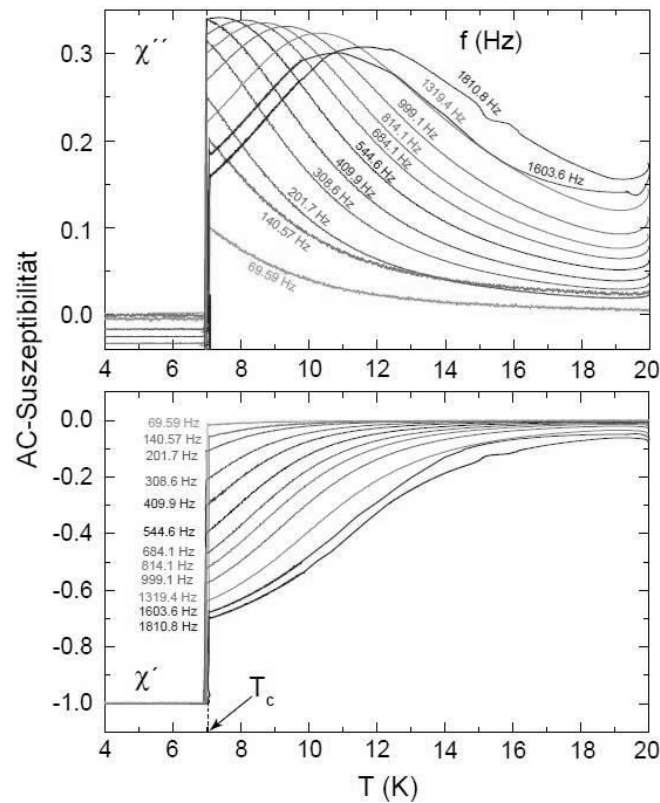 AC-Suszeptibilität
χ´´
f (Hz)
0.3
0.2
0.1
0.0
1810.8 Hz
1319.4 Hz
999.1 Hz
814.1 Hz
684.1 Hz
544.6 Hz
409.9 Hz
308.6 Hz
201.7 Hz
140.57 Hz
69.59 Hz
1603.6 Hz
4 6 8 10 12 14 16 18 20
0.0
-0.2
-0.4
-0.6
-0.8
-1.0
69.59 Hz
140.57 Hz
201.7 Hz
308.6 Hz
409.9 Hz
544.6 Hz
684.1 Hz
814.1 Hz
999.1 Hz
1319.4 Hz
1603.6 Hz
1810.8 Hz
χ´
Tc
4 6 8 10 12 14 16 18 20
T (K)